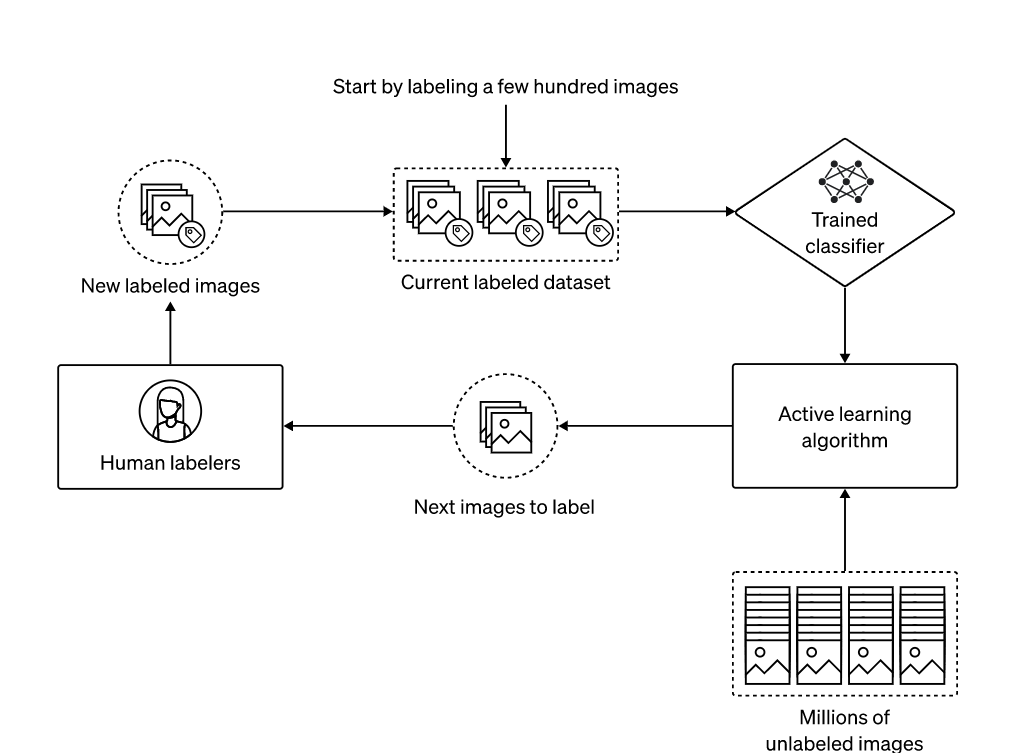 Start by labeling a few hundred images
New labeled images
Current labeled dataset
Trained
classifier
Human labelers
Next images to label
Active learning
algorithm
Millions of
unlabeled images